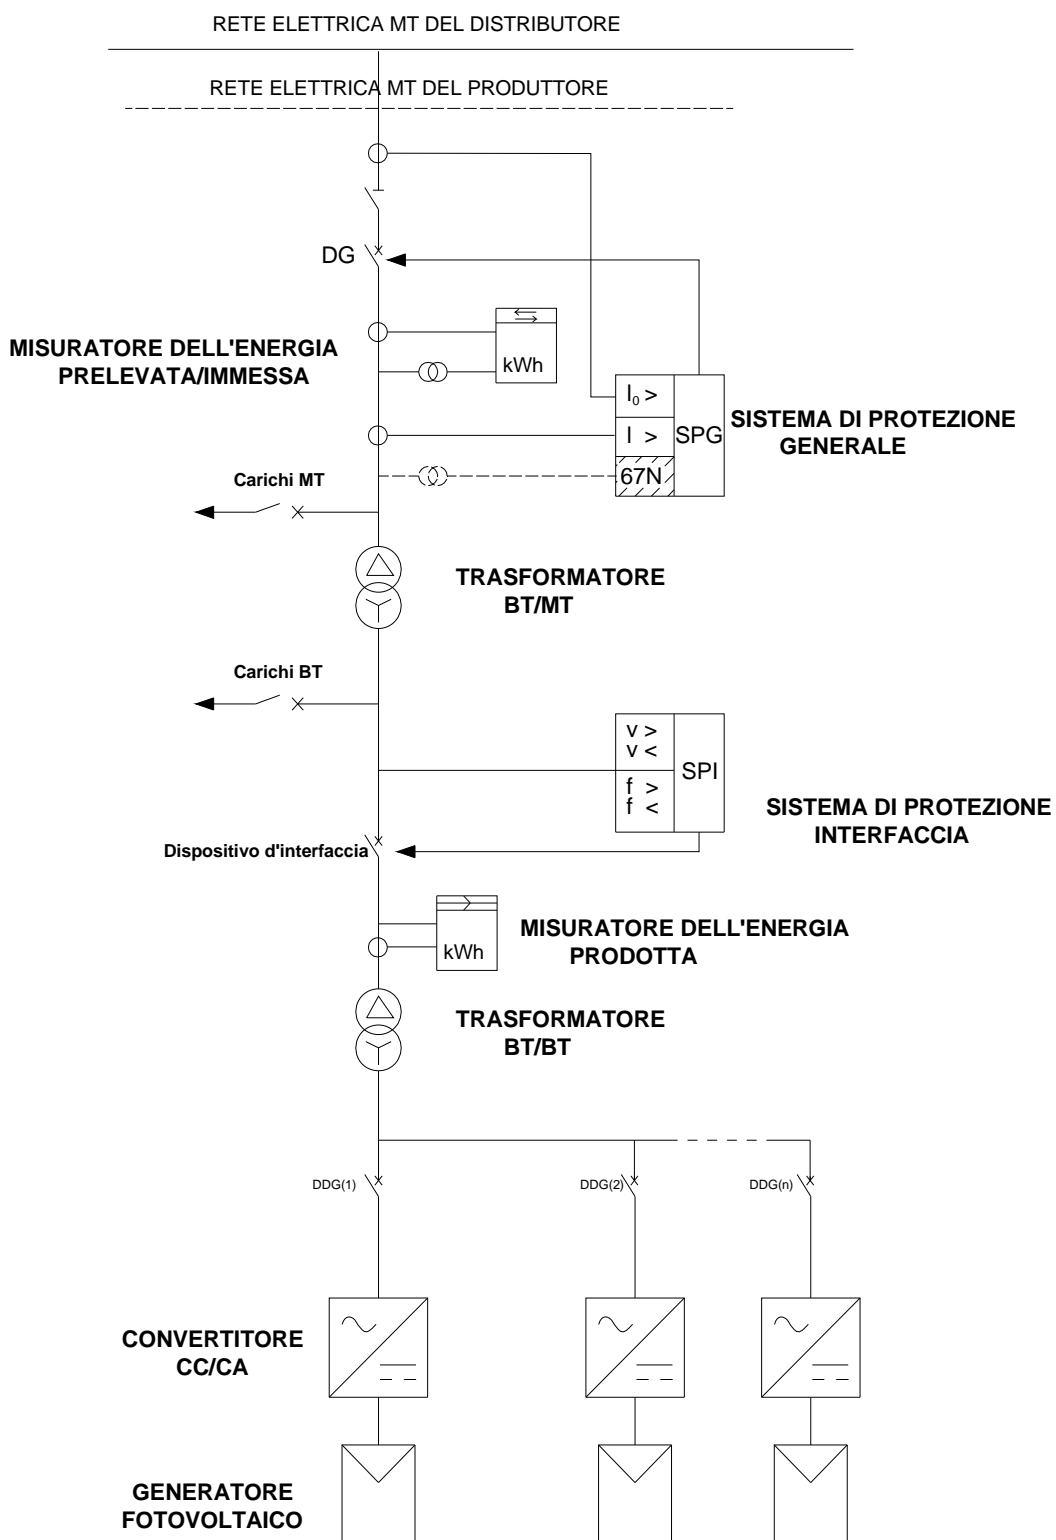 RETE ELETTRICA MT DEL DISTRIBUTORE
RETE ELETTRICA MT DEL PRODUTTORE
DG
MISURATORE DELL'ENERGIA
PRELEVATA/IMMESSA
kWh
I₀ >
I >
SPG
67N
SISTEMA DI PROTEZIONE
GENERALE
Carichi MT
TRASFORMATORE
BT/MT
Carichi BT
v >
v <
f >
f <
SPI
SISTEMA DI PROTEZIONE
INTERFACCIA
Dispositivo d'interfaccia
kWh
MISURATORE DELL'ENERGIA
PRODOTTA
TRASFORMATORE
BT/BT
DDG(1)
DDG(2)
DDG(n)
CONVERTITORE
CC/CA
GENERATORE
FOTOVOLTAICO